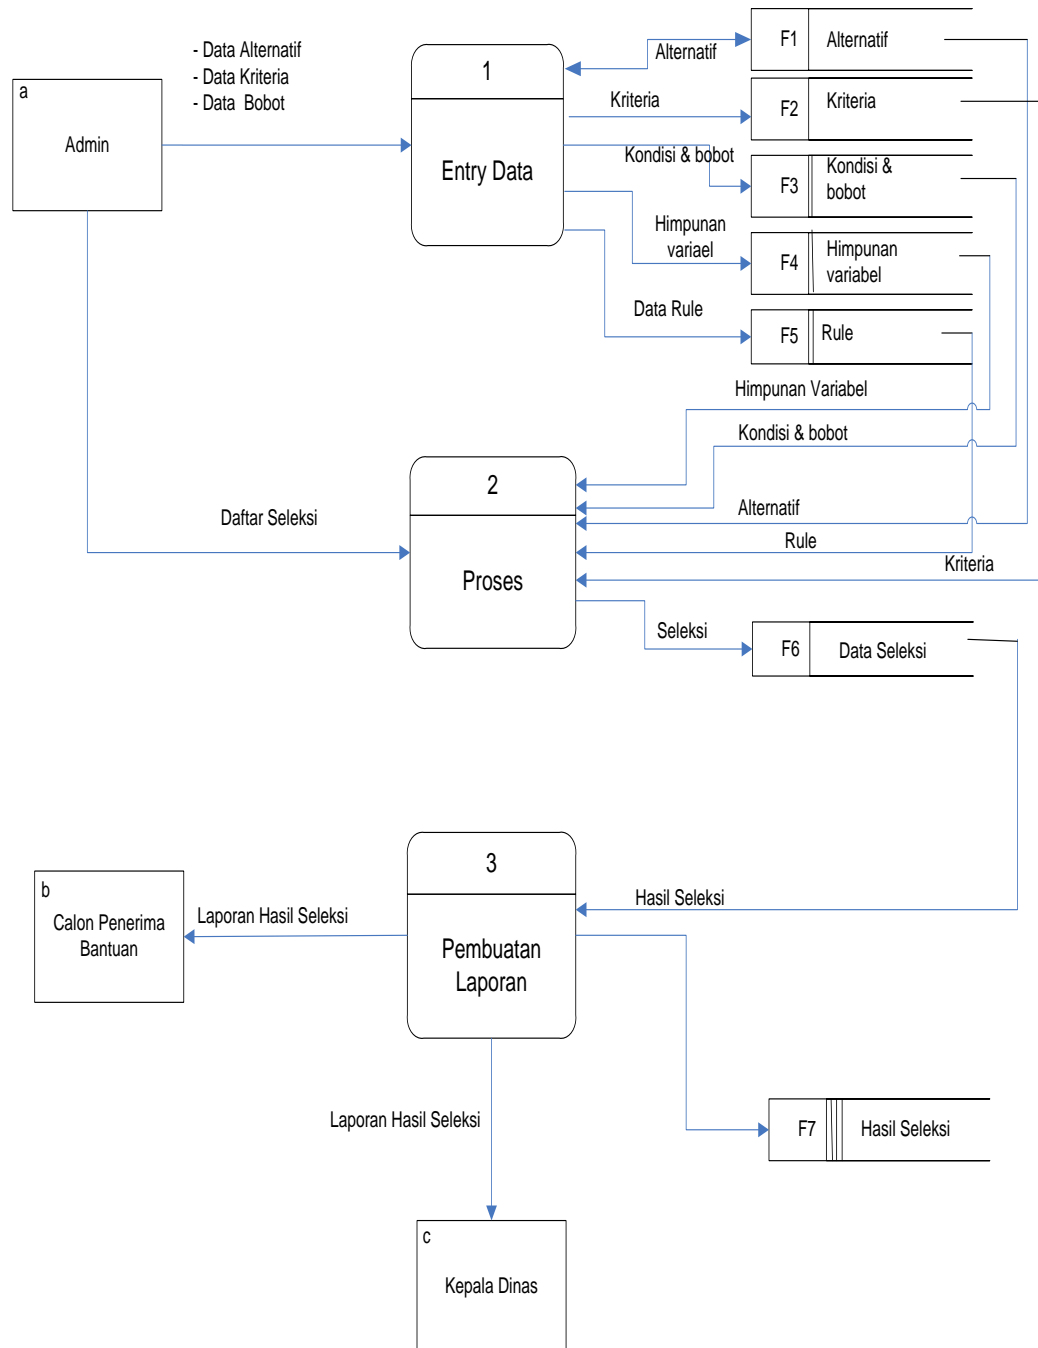 - Data Alternatif
- Data Kriteria
- Data Bobot
a
Admin
1
Entry Data
Alternatif
Kriteria
Kondisi & bobot
Himpunan
variael
Data Rule
F1
Alternatif
F2
Kriteria
F3
Kondisi &
bobot
F4
Himpunan
variabel
F5
Rule
Himpunan Variabel
Kondisi & bobot
Alternatif
Rule
Kriteria
2
Proses
Daftar Seleksi
Seleksi
F6
Data Seleksi
3
Pembuatan
Laporan
Hasil Seleksi
b
Calon Penerima
Bantuan
Laporan Hasil Seleksi
Laporan Hasil Seleksi
F7
Hasil Seleksi
c
Kepala Dinas